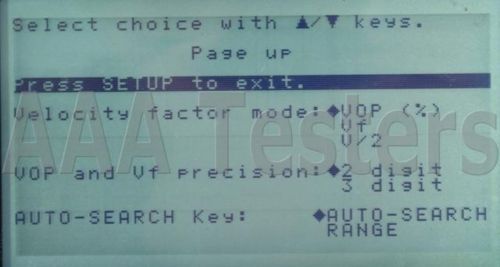 Select choice with ▲/▼ keys.
Page up
Press SETUP to exit.
Velocity factor mode:◆VOP (%)
Vf
V/2
VOP and Vf precision:◆2 digit
3 digit
AUTO-SEARCH Key: ◆AUTO-SEARCH
RANGE
AAA Testers